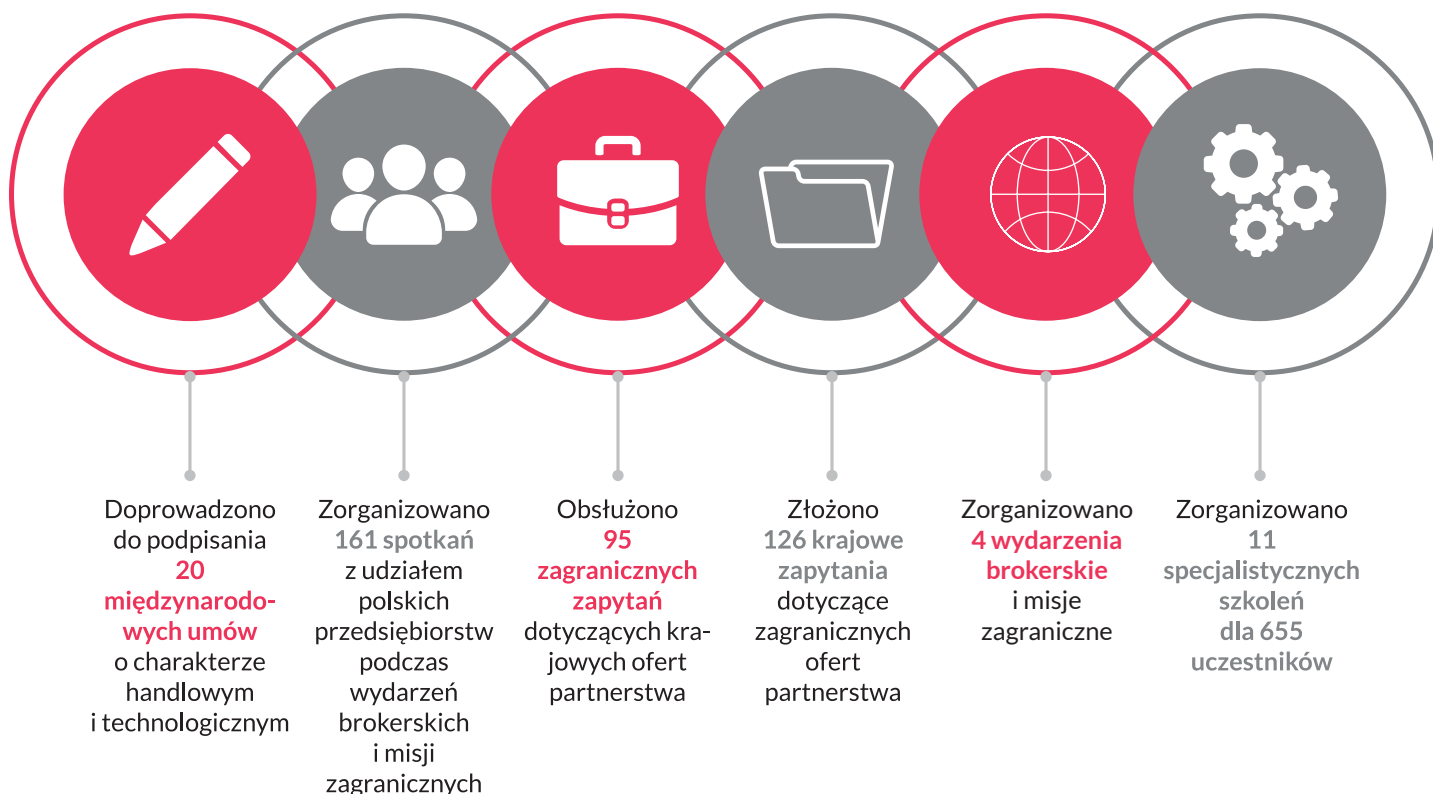 Doprowadzono
do podpisania
20
międzynarodo-
wych umów
o charakterze
handlowym
i technologicznym
Zorganizowano
161 spotkań
z udziałem
polskich
przedsiębiorstw
podczas
wydarzeń
brokerskich
i misji
zagranicznych
Obsłużono
95
zagranicznych
zapytań
dotyczących kra-
jowych ofert
partnerstwa
Złożono
126 krajowe
zapytania
dotyczące
zagranicznych
ofert
partnerstwa
Zorganizowano
4 wydarzenia
brokerskie
i misje
zagraniczne
Zorganizowano
11
specjalistycznych
szkoleń
dla 655
uczestników